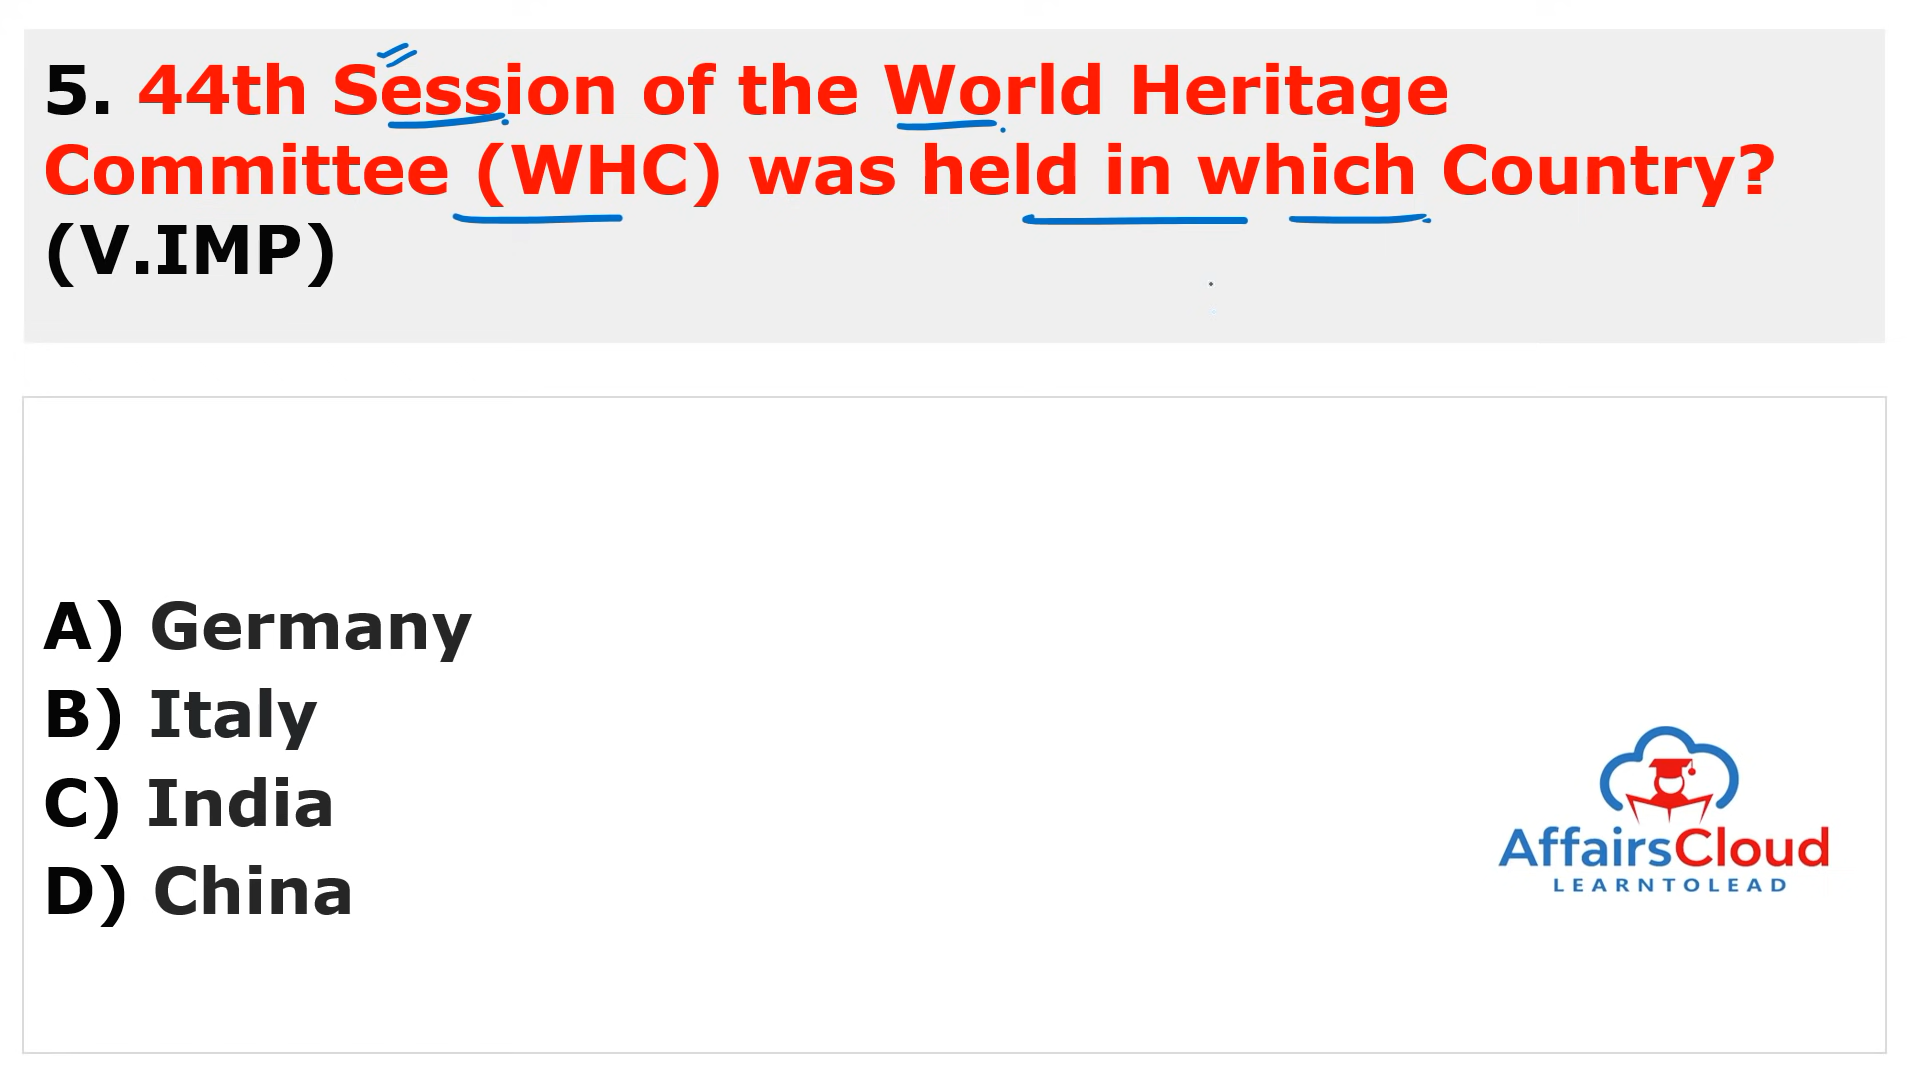 5. 44th Session of the World Heritage
Committee (WHC) was held in which Country?
(V.IMP)
A) Germany
B) Italy
C) India
D) China
AffairsCloud
LEARNTOLEAD